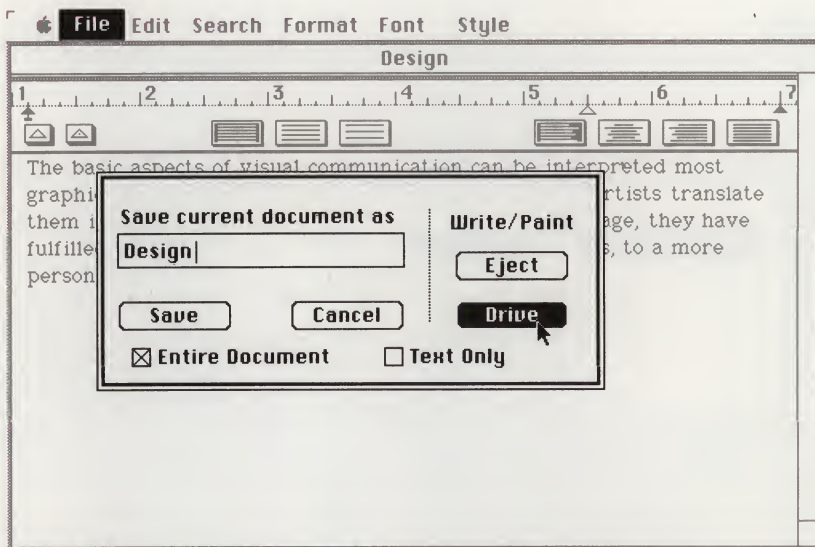 File Edit Search Format Font Style
Design
1 2 3 4 5 6 7
The basic aspects of visual communication can be interpreted most
graphi rtists translate
them i age, they have
fulfille s, to a more
person
Save current document as
Design
Save Cancel
Entire Document Text Only
Write/Paint
Eject
Drive